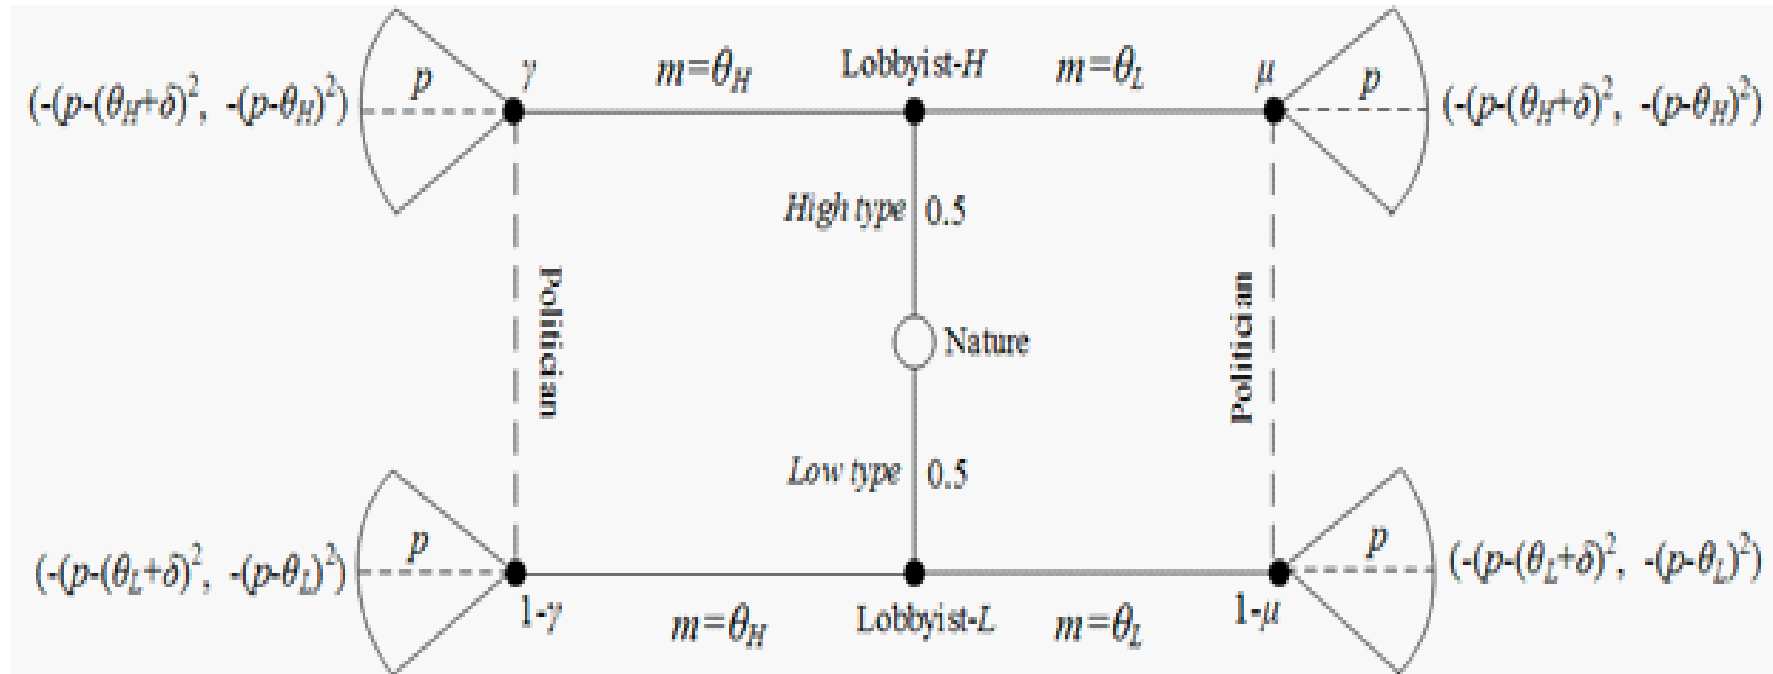 γ
m=θ_H
Lobbyist-H
m=θ_L
μ
(-(p-(θ_H+δ)², -(p-θ_H)²)
p
p
(-(p-(θ_H+δ)², -(p-θ_H)²)
High type
0.5
Politician
Politician
Nature
Low type
0.5
(-(p-(θ_L+δ)², -(p-θ_L)²)
p
p
(-(p-(θ_L+δ)², -(p-θ_L)²)
1-γ
m=θ_H
Lobbyist-L
m=θ_L
1-μ